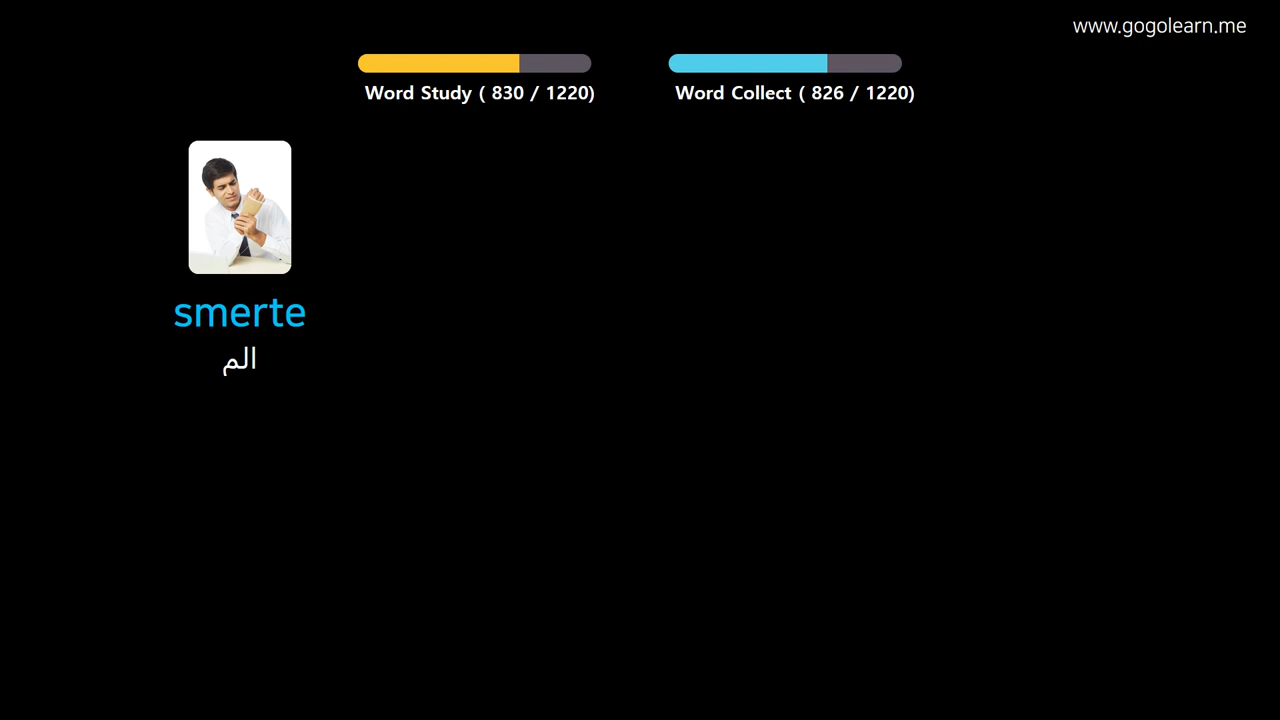 www.gogolearn.me
Word Study ( 830 / 1220)
Word Collect ( 826 / 1220)
smerte
الم